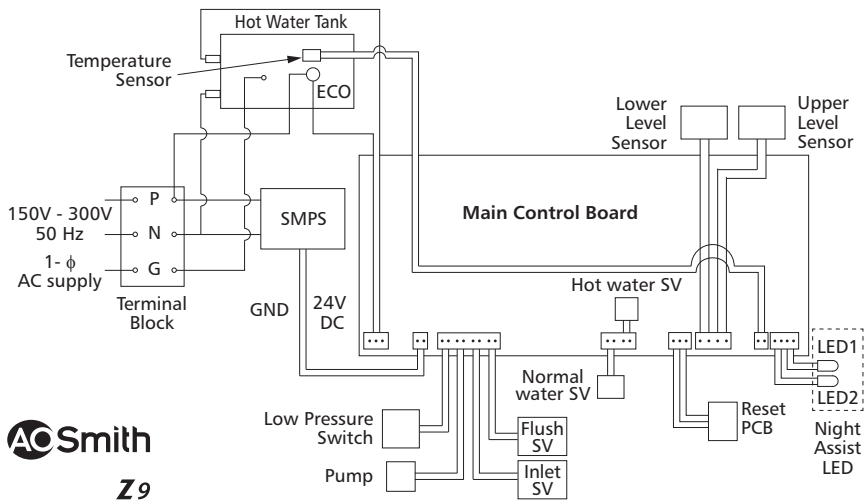 Hot Water Tank
Temperature
Sensor
ECO
Lower
Level
Sensor
Upper
Level
Sensor
150V - 300V
50 Hz
1- ϕ
AC supply
P
N
G
Terminal
Block
SMPS
Main Control Board
GND
24V
DC
Hot water SV
Normal
water SV
LED1
LED2
Night
Assist
LED
Low Pressure
Switch
Flush
SV
Reset
PCB
Pump
Inlet
SV
AO Smith
Z9